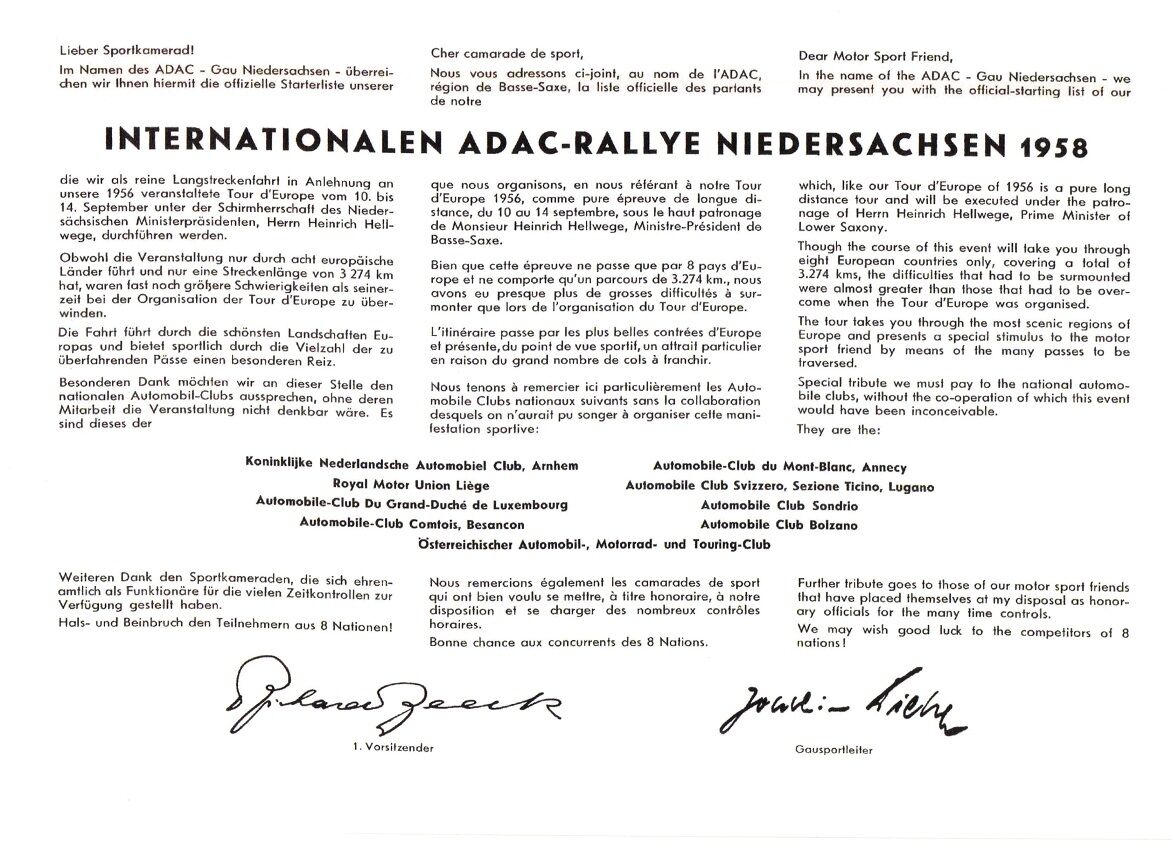 Lieber Sportkamerad!
Im Namen des ADAC - Gau Niedersachsen - überrei-
chen wir Ihnen hiermit die offizielle Starterliste unserer
Cher camarade de sport,
Nous vous adressons ci-joint, au nom de l'ADAC,
région de Basse-Saxe, la liste officielle des partants
de notre
Dear Motor Sport Friend,
In the name of the ADAC - Gau Niedersachsen - we
may present you with the official-starting list of our
INTERNATIONALEN ADAC-RALLYE NIEDERSACHSEN 1958
die wir als reine Langstreckenfahrt in Anlehnung an
unsere 1956 veranstaltete Tour d'Europe vom 10. bis
14. September unter der Schirmherrschaft des Nieder-
sächsischen Ministerpräsidenten, Herrn Heinrich Hell-
wege, durchführen werden.
Obwohl die Veranstaltung nur durch acht europäische
Länder führt und nur eine Streckenlänge von 3 274 km
hat, waren fast noch größere Schwierigkeiten als seiner-
zeit bei der Organisation der Tour d'Europe zu über-
winden.
Die Fahrt führt durch die schönsten Landschaften Eu-
ropas und bietet sportlich durch die Vielzahl der zu
überfahrenden Pässe einen besonderen Reiz.
Besonderen Dank möchten wir an dieser Stelle den
nationalen Automobil-Clubs aussprechen, ohne deren
Mitarbeit die Veranstaltung nicht denkbar wäre. Es
sind dieses der
que nous organisons, en nous référant à notre Tour
d'Europe 1956, comme pure épreuve de longue di-
stance, du 10 au 14 septembre, sous le haut patronage
de Monsieur Heinrich Hellwege, Ministre-Président de
Basse-Saxe.
Bien que cette épreuve ne passe que par 8 pays d'Eu-
rope et ne comporte qu'un parcours de 3.274 km., nous
avons eu presque plus de grosses difficultés à sur-
monter que lors de l'organisation du Tour d'Europe.
L'itinéraire passe par les plus belles contrées d'Europe
et présente, du point de vue sportif, un attrait particulier
en raison du grand nombre de cols à franchir.
Nous tenons à remercier ici particulièrement les Auto-
mobile Clubs nationaux suivants sans la collaboration
desquels on n'aurait pu songer à organiser cette mani-
festation sportive:
which, like our Tour d'Europe of 1956 is a pure long
distance tour and will be executed under the patro-
nage of Herrn Heinrich Hellwege, Prime Minister of
Lower Saxony.
Though the course of this event will take you through
eight European countries only, covering a total of
3.274 kms, the difficulties that had to be surmounted
were almost greater than those that had to be over-
come when the Tour d'Europe was organised.
The tour takes you through the most scenic regions of
Europe and presents a special stimulus to the motor
sport friend by means of the many passes to be
traversed.
Special tribute we must pay to the national automo-
bile clubs, without the co-operation of which this event
would have been inconceivable.
They are the:
Koninklijke Nederlandsche Automobiel Club, Arnhem
Royal Motor Union Liège
Automobile-Club Du Grand-Duché de Luxembourg
Automobile-Club Comtois, Besancon
Automobile-Club du Mont-Blanc, Annecy
Automobile Club Svizzero, Sezione Ticino, Lugano
Automobile Club Sondrio
Automobile Club Bolzano
Österreichischer Automobil-, Motorrad- und Touring-Club
Weiteren Dank den Sportkameraden, die sich ehren-
amtlich als Funktionäre für die vielen Zeitkontrollen zur
Verfügung gestellt haben.
Hals- und Beinbruch den Teilnehmern aus 8 Nationen!
Nous remercions également les camarades de sport
qui ont bien voulu se mettre, à titre honoraire, à notre
disposition et se charger des nombreux contrôles
horaires.
Bonne chance aux concurrents des 8 Nations.
Further tribute goes to those of our motor sport friends
that have placed themselves at my disposal as honor-
ary officials for the many time controls.
We may wish good luck to the competitors of 8
nations!
1. Vorsitzender
Gausportleiter